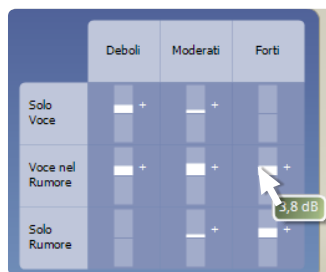 Deboli Moderati Forti
Solo
Voce
+ +
Voce nel
Rumore
+ + +
3,8 dB
Solo
Rumore
+ +